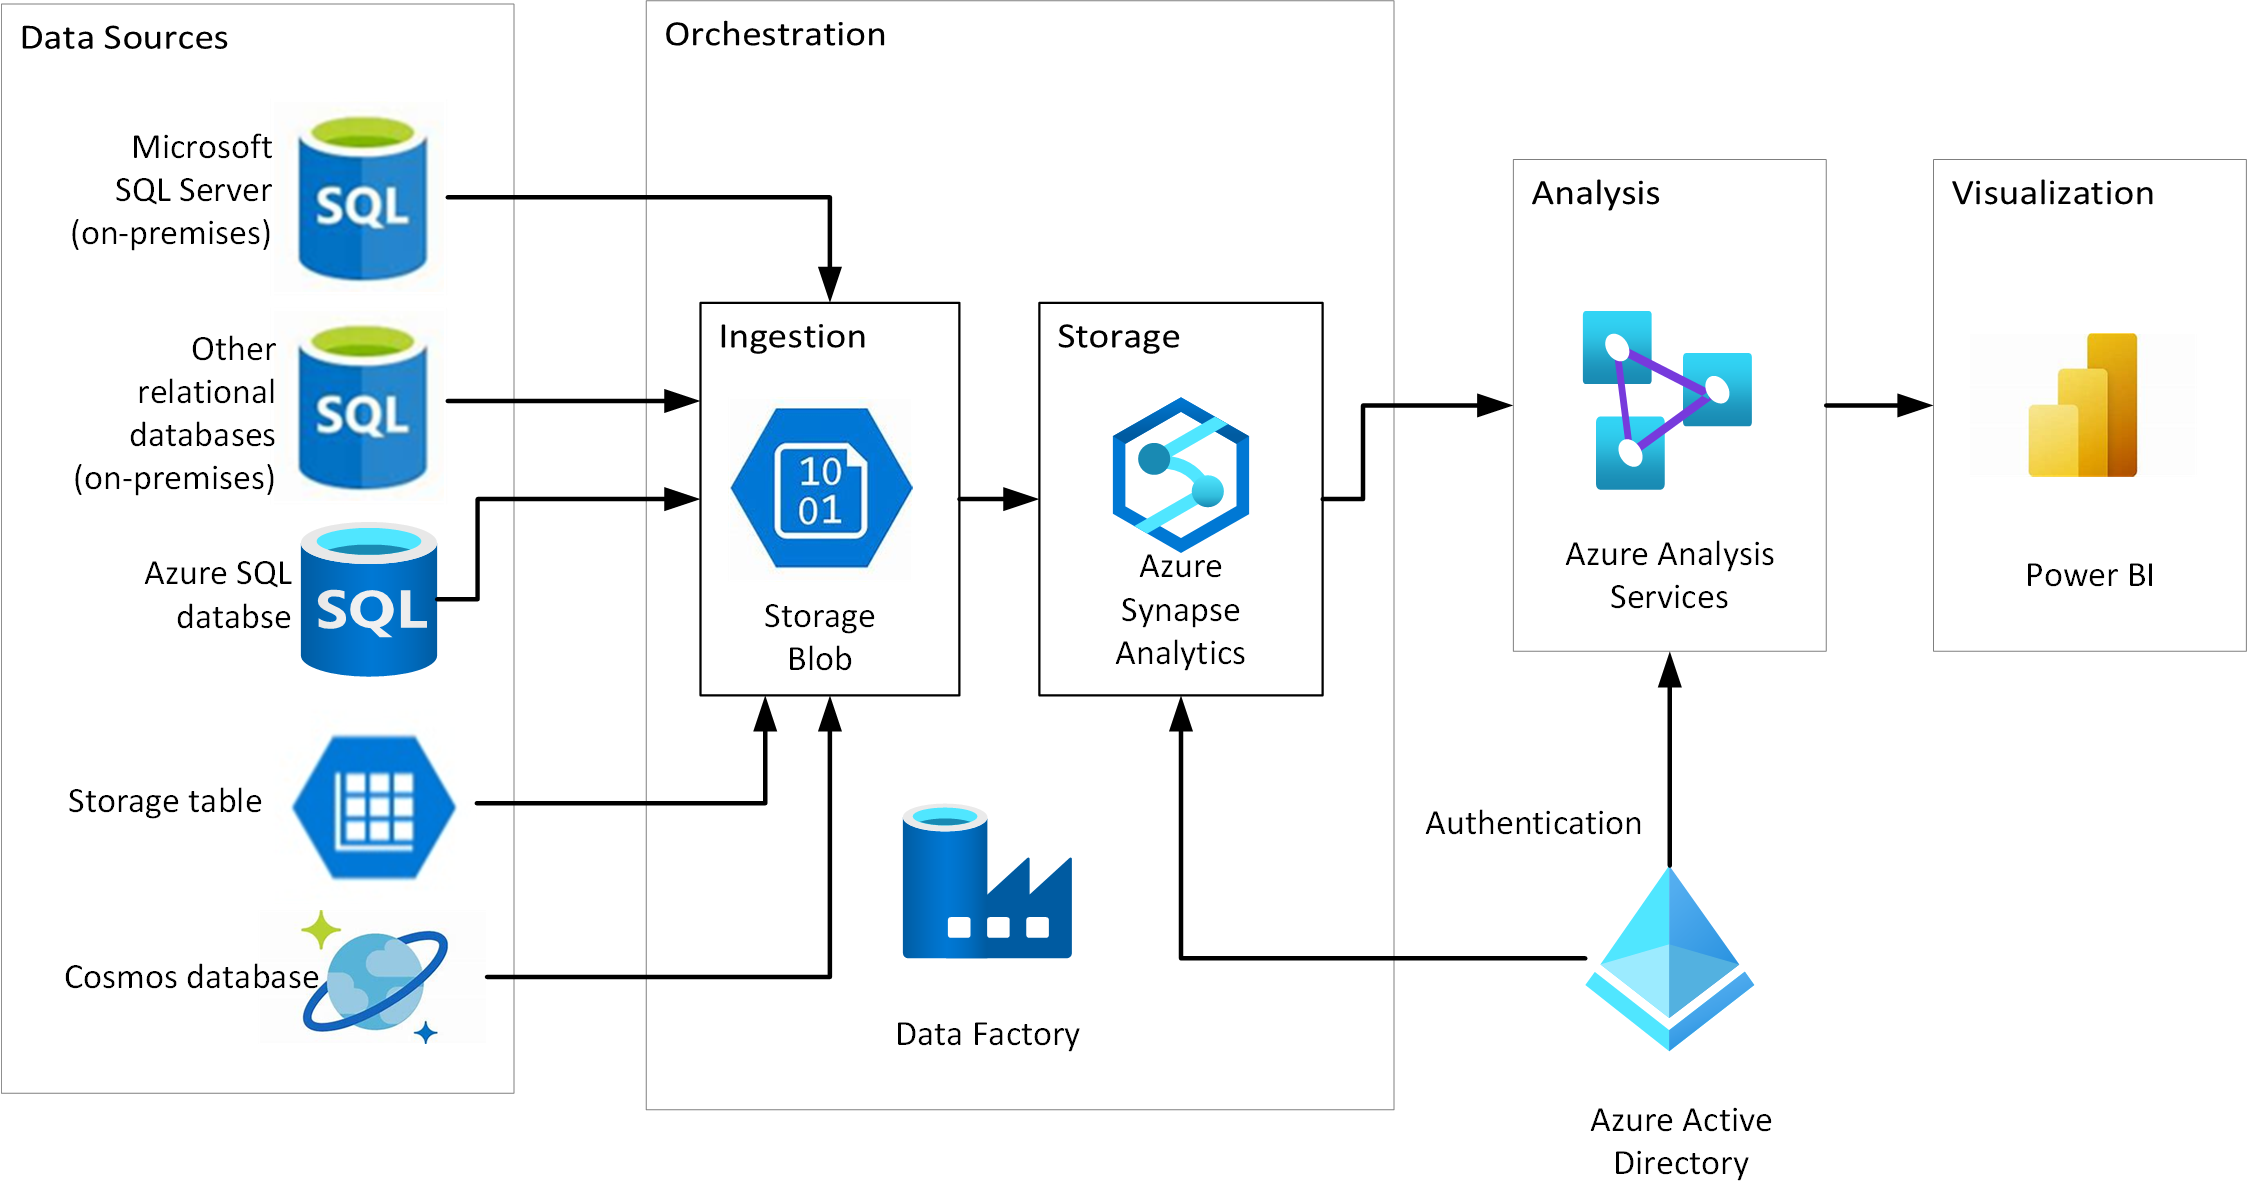 Data Sources
Microsoft
SQL Server
(on-premises)
SQL
Other
relational
databases
(on-premises)
SQL
Azure SQL
databse
SQL
Storage table
Cosmos database
Orchestration
Ingestion
10
01
Storage
Blob
Storage
Azure
Synapse
Analytics
Data Factory
Analysis
Azure Analysis
Services
Visualization
Power BI
Authentication
Azure Active
Directory